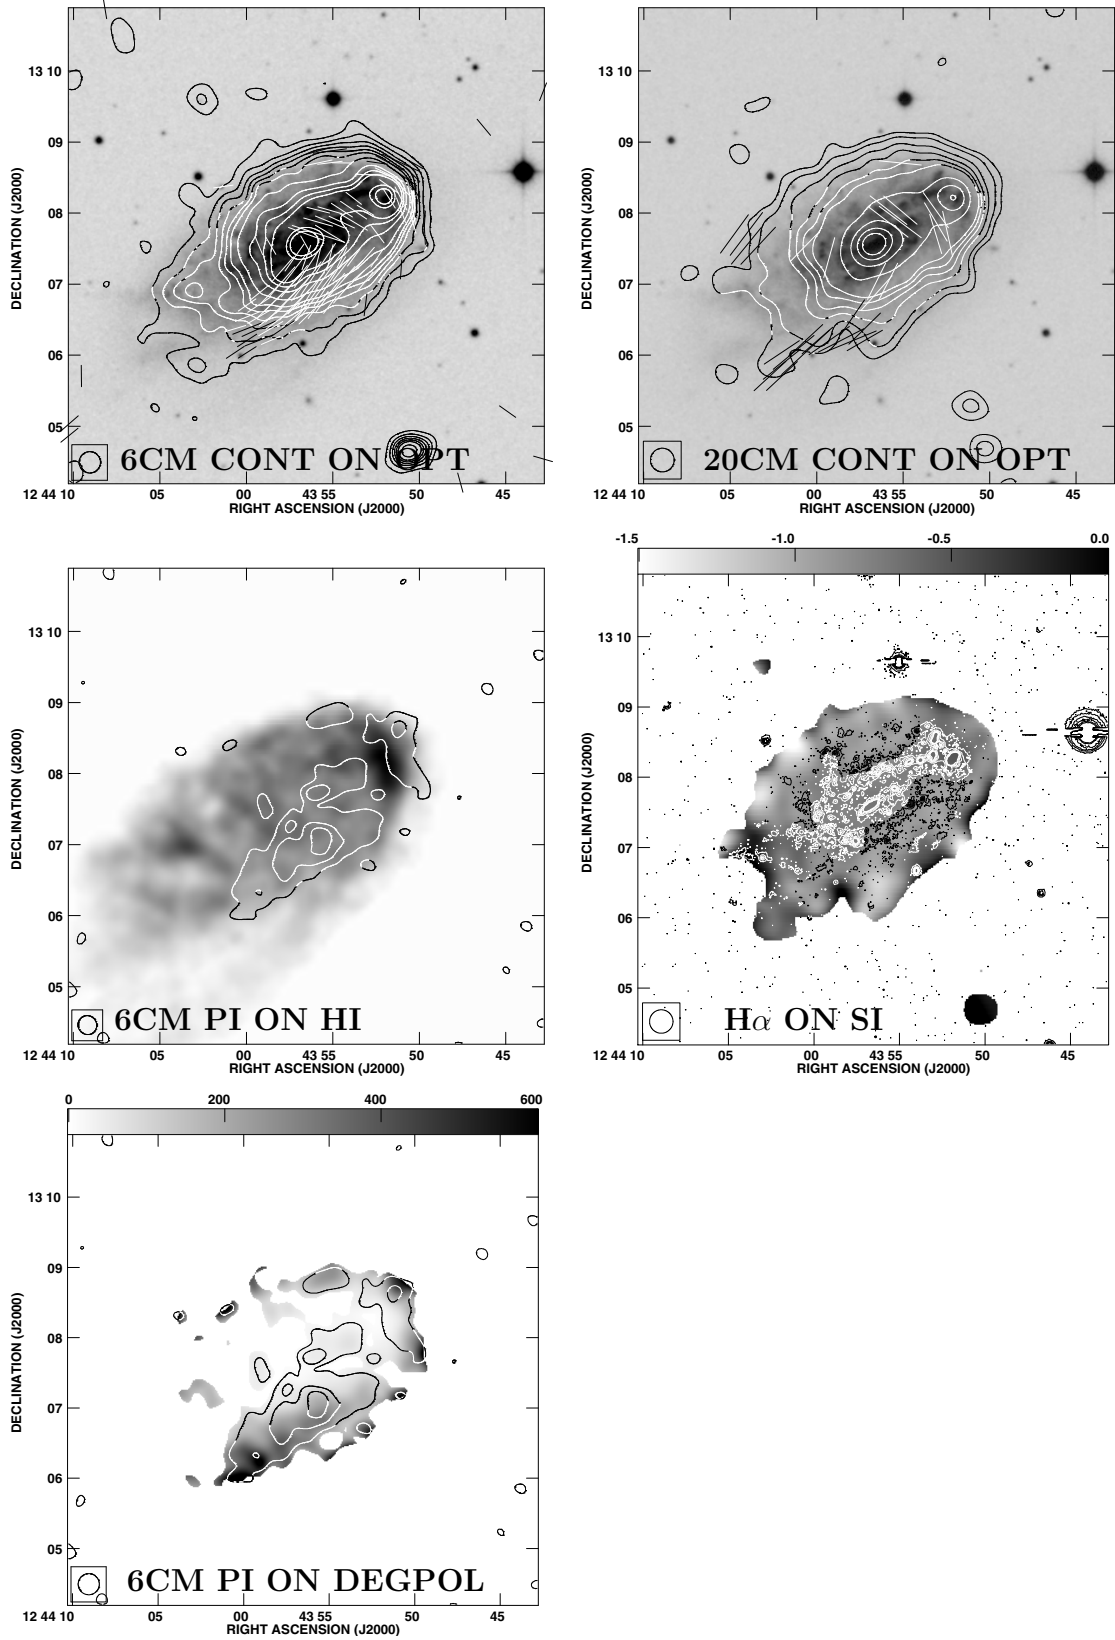 13 10
09
08
07
06
05
DECLINATION (J2000)
6CM CONT ON OPT
12 44 10 05 00 43 55 50 45
RIGHT ASCENSION (J2000)
13 10
09
08
07
06
05
DECLINATION (J2000)
20CM CONT ON OPT
12 44 10 05 00 43 55 50 45
RIGHT ASCENSION (J2000)
13 10
09
08
07
06
05
DECLINATION (J2000)
6CM PI ON HI
12 44 10 05 00 43 55 50 45
RIGHT ASCENSION (J2000)
-1.5 -1.0 -0.5 0.0
13 10
09
08
07
06
05
DECLINATION (J2000)
Hα ON SI
12 44 10 05 00 43 55 50 45
RIGHT ASCENSION (J2000)
0 200 400 600
13 10
09
08
07
06
05
DECLINATION (J2000)
6CM PI ON DEGPOL
12 44 10 05 00 43 55 50 45
RIGHT ASCENSION (J2000)